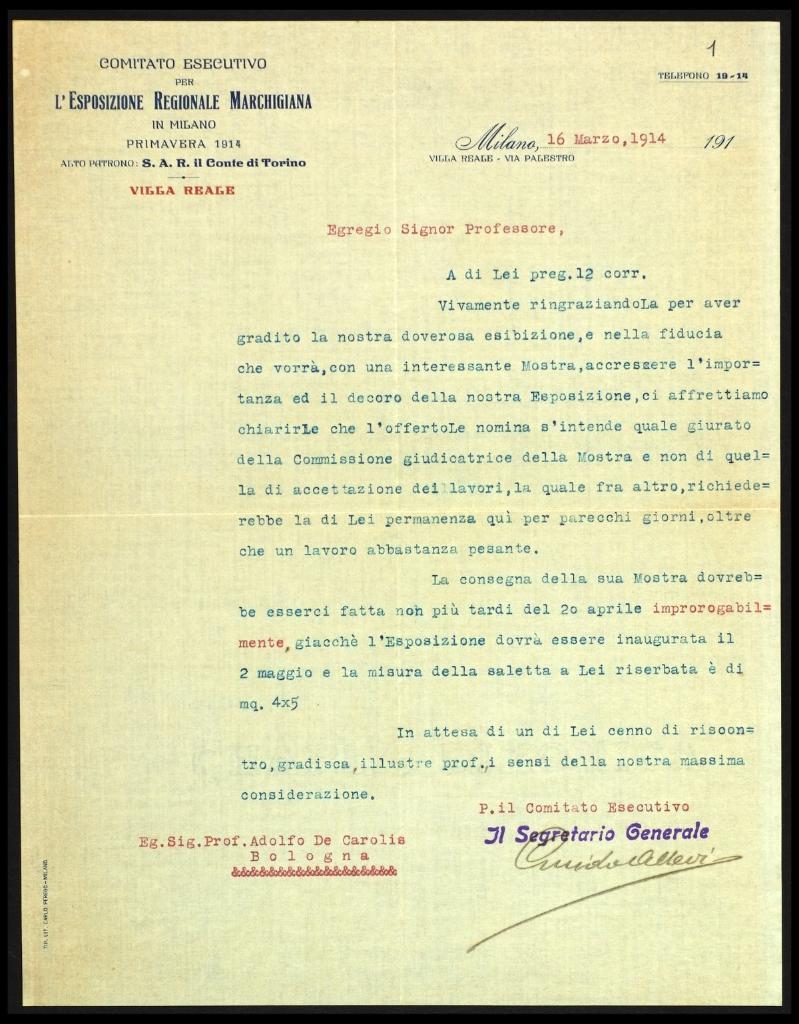 1
COMITATO ESECUTIVO
PER
L'ESPOSIZIONE REGIONALE MARCHIGIANA
IN MILANO
PRIMAVERA 1914
ALTO PATRONO: S. A. R. il Conte di Torino
VILLA REALE
TELEFONO 19-14
Milano, 16 Marzo,1914 191
VILLA REALE - VIA PALESTRO
Egregio Signor Professore,
A di Lei preg.12 corr.
Vivamente ringraziandoLa per aver
gradito la nostra doverosa esibizione,e nella fiducia
che vorrà,con una interessante Mostra,accrescere l'impor=
tanza ed il decoro della nostra Esposizione,ci affrettiamo
chiarirLe che l'offertoLe nomina s'intende quale giurato
della Commissione giudicatrice della Mostra e non di quel=
la di accettazione dei lavori,la quale fra altro,richiede=
rebbe la di Lei permanenza quì per parecchi giorni,oltre
che un lavoro abbastanza pesante.
La consegna della sua Mostra dovreb=
be esserci fatta non più tardi del 20 aprile improrogabil=
mente,giacchè l'Esposizione dovrà essere inaugurata il
2 maggio e la misura della saletta a Lei riserbata è di
mq. 4x5
In attesa di un di Lei cenno di riscon=
tro,gradisca,illustre prof.,i sensi della nostra massima
considerazione.
P.il Comitato Esecutivo
Il Segretario Generale
Guido Allevi
Eg.Sig.Prof.Adolfo De Carolis
Bologna
&&&&&&&&&&&&&&&&&&&&&&
TIP. LIT. CARLO PEREGO-MILANO